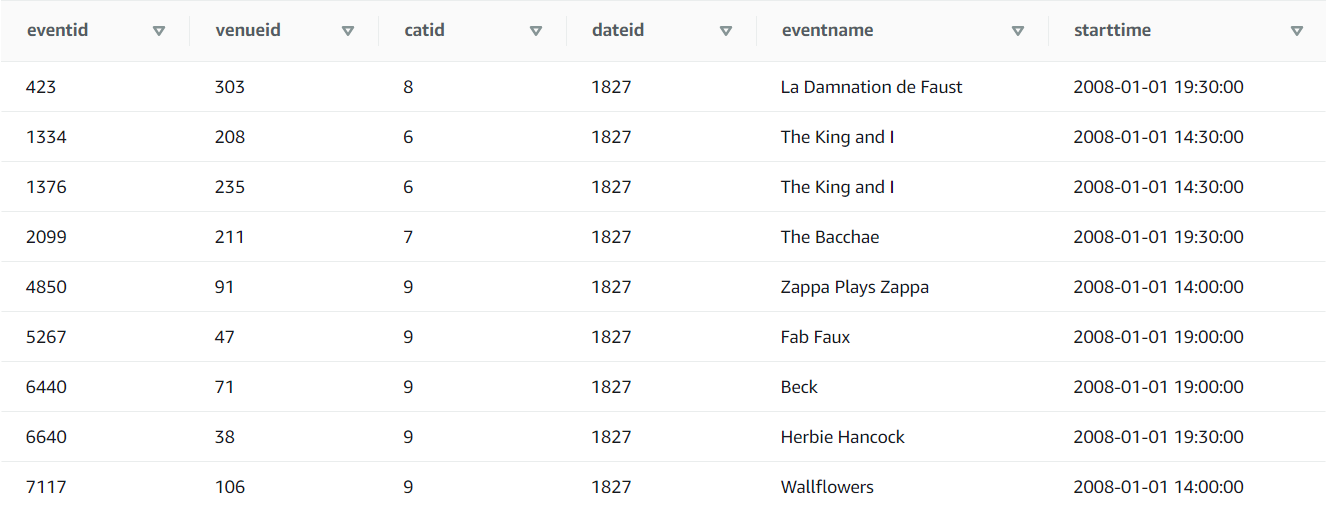 eventid venueid catid dateid eventname starttime
423 303 8 1827 La Damnation de Faust 2008-01-01 19:30:00
1334 208 6 1827 The King and I 2008-01-01 14:30:00
1376 235 6 1827 The King and I 2008-01-01 14:30:00
2099 211 7 1827 The Bacchae 2008-01-01 19:30:00
4850 91 9 1827 Zappa Plays Zappa 2008-01-01 14:00:00
5267 47 9 1827 Fab Faux 2008-01-01 19:00:00
6440 71 9 1827 Beck 2008-01-01 19:00:00
6640 38 9 1827 Herbie Hancock 2008-01-01 19:30:00
7117 106 9 1827 Wallflowers 2008-01-01 14:00:00